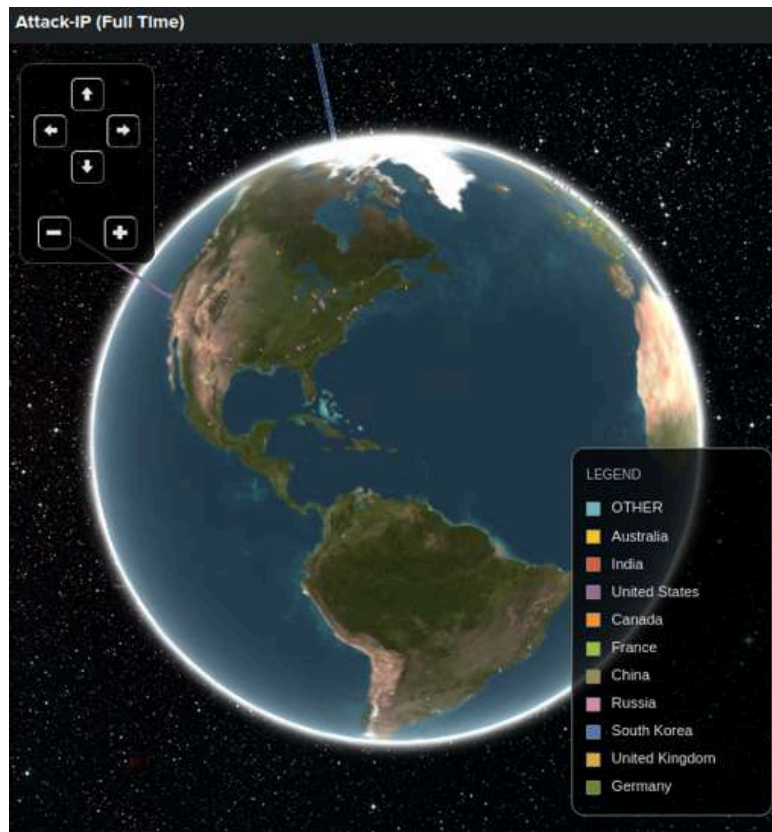 Attack-IP (Full Time)
LEGEND
OTHER
Australia
India
United States
Canada
France
China
Russia
South Korea
United Kingdom
Germany